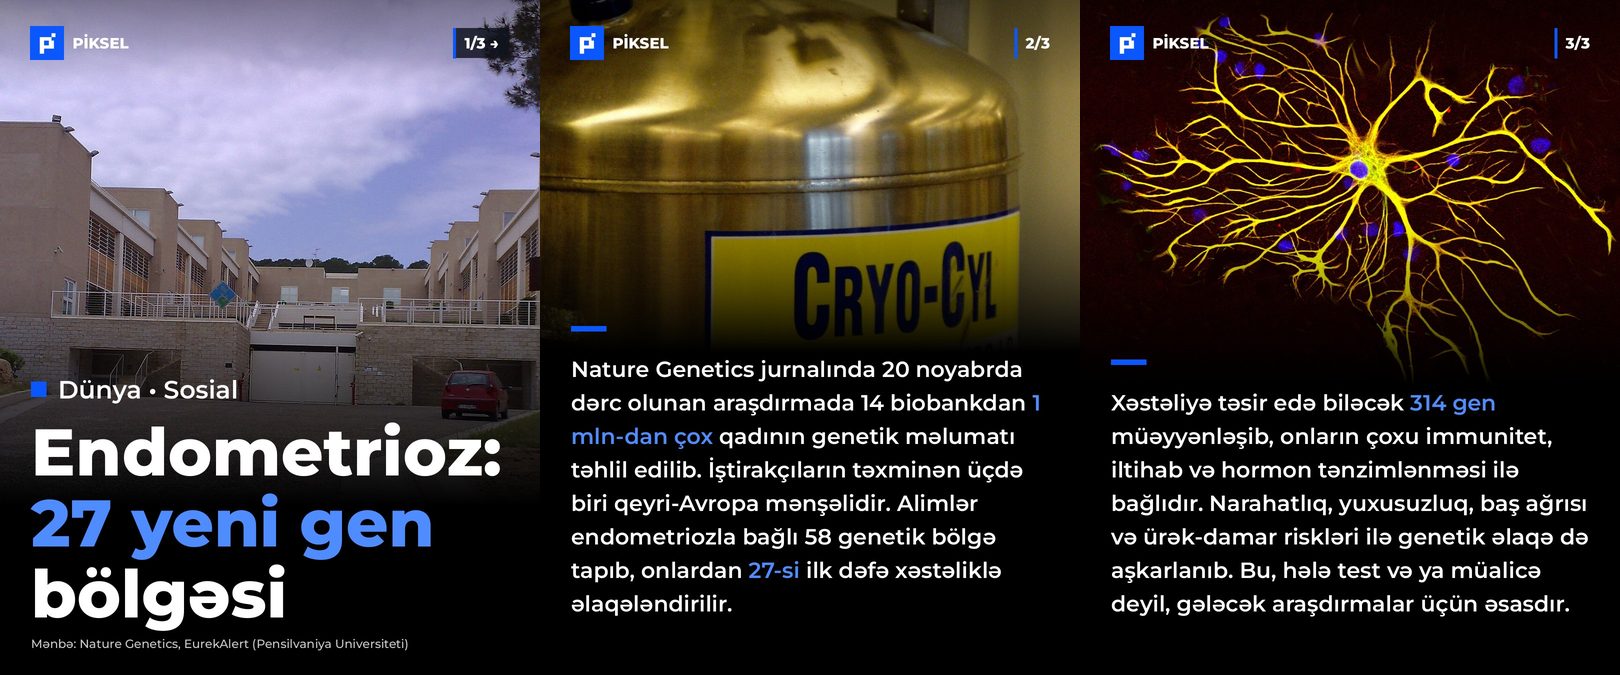 PİKSEL
1/3 →
Dünya • Sosial
Endometrioz:
27 yeni gen
bölgəsi
Mənbə: Nature Genetics, EurekAlert (Pensilvaniya Universiteti)
PİKSEL
2/3
CRYO-CYL
Nature Genetics jurnalında 20 noyabrda
dərc olunan araşdırmada 14 biobankdan 1
mln-dan çox qadının genetik məlumatı
təhlil edilib. İştirakçıların təxminən üçdə
biri qeyri-Avropa mənşəlidir. Alimlər
endometriozla bağlı 58 genetik bölgə
tapıb, onlardan 27-si ilk dəfə xəstəliklə
əlaqələndirilir.
PİKSEL
3/3
Xəstəliyə təsir edə biləcək 314 gen
müəyyənləşib, onların çoxu immunitet,
iltihab və hormon tənzimlənməsi ilə
bağlıdır. Narahatlıq, yuxusuzluq, baş ağrısı
və ürək-damar riskləri ilə genetik əlaqə də
aşkarlanıb. Bu, hələ test və ya müalicə
deyil, gələcək araşdırmalar üçün əsasdır.